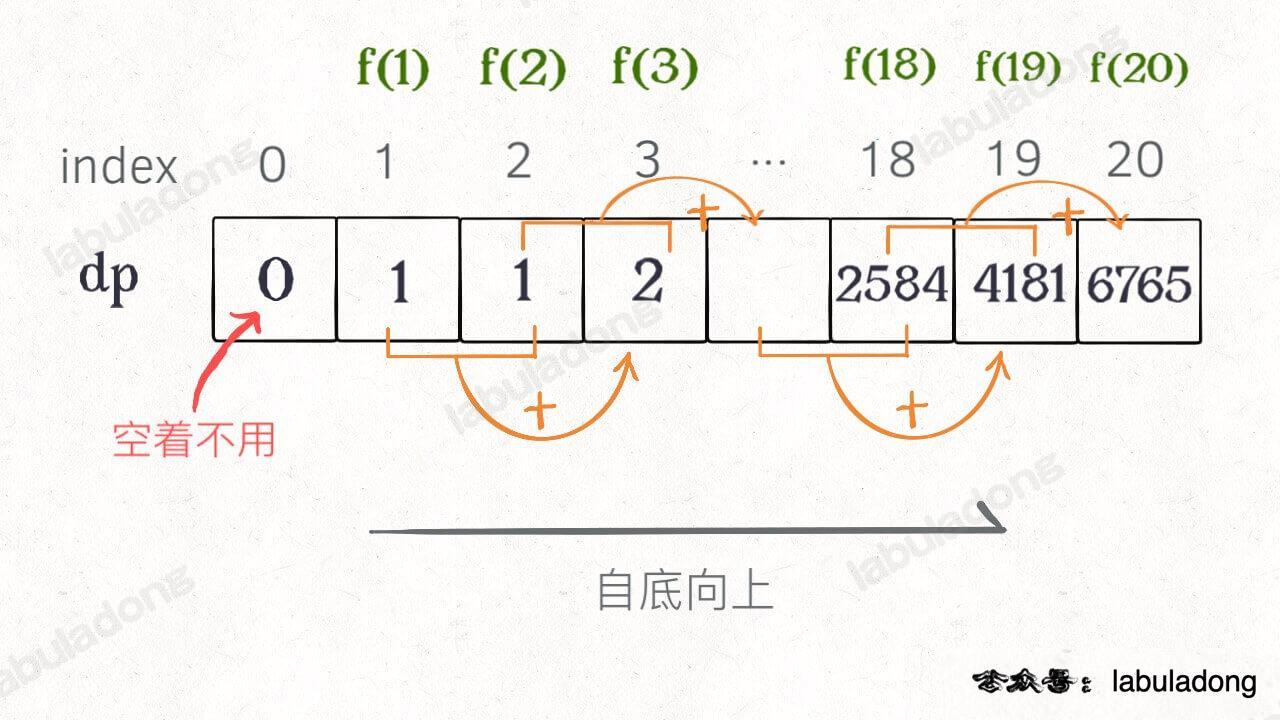 f(1) f(2) f(3) f(18) f(19) f(20)
index 0 1 2 3 ... 18 19 20
+ +
dp 0 1 1 2 2584 4181 6765
+ +
空着不用
自底向上
公众号: labuladong
labuladong
labuladong
labuladong
labuladong
labuladong